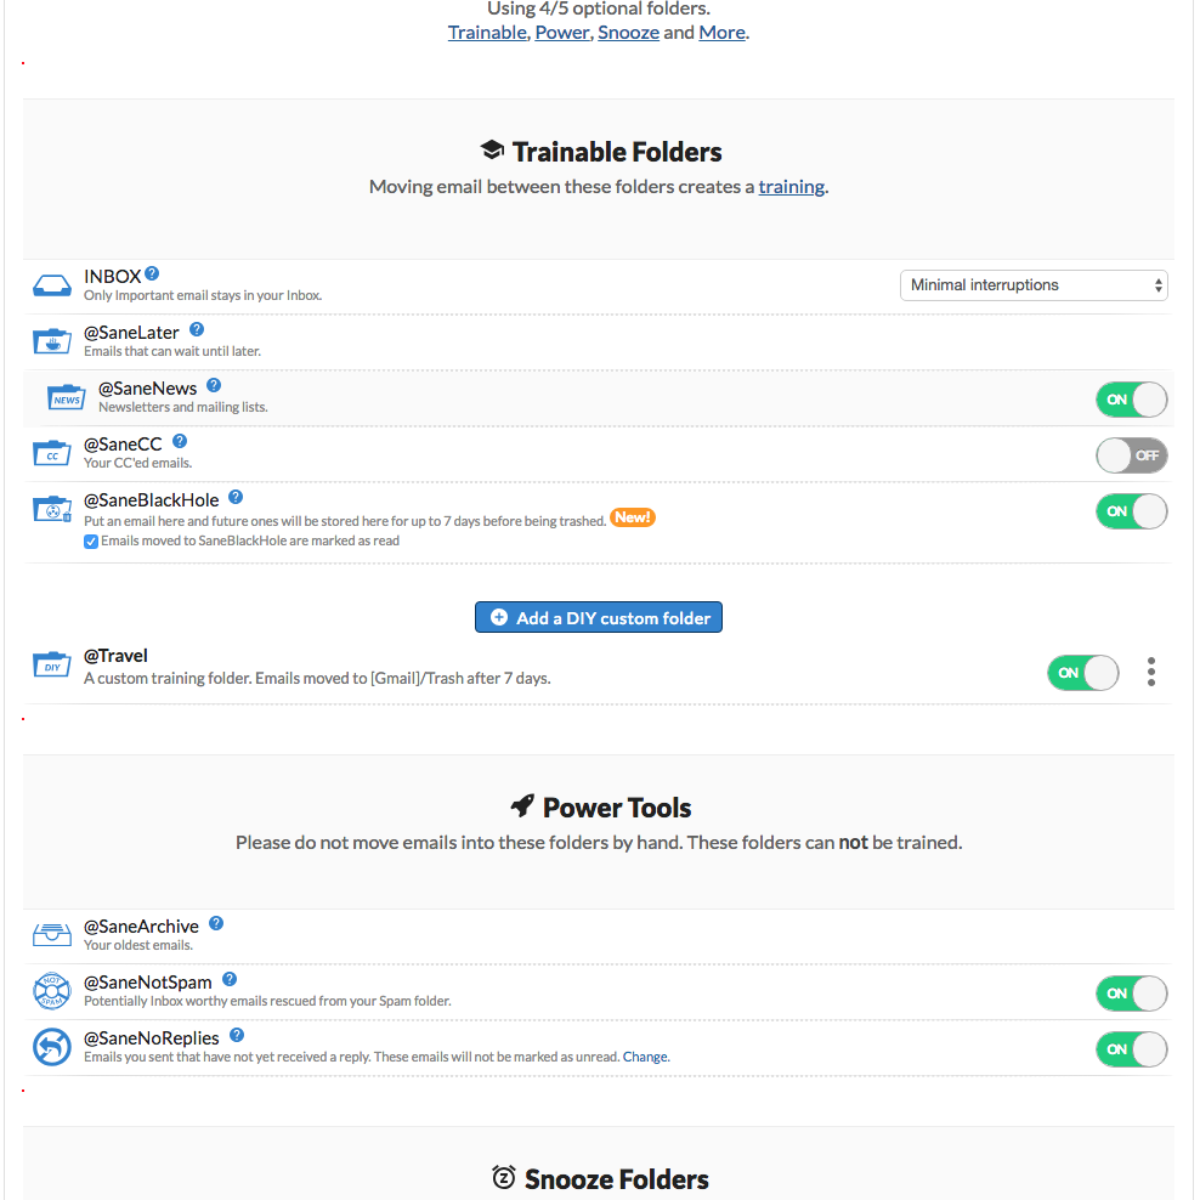 Using 4/5 optional folders.
Trainable, Power, Snooze and More.
Trainable Folders
Moving email between these folders creates a training.
INBOX ?
Only Important email stays in your Inbox.
Minimal interruptions
@SaneLater ?
Emails that can wait until later.
NEWS
@SaneNews ?
Newsletters and mailing lists.
ON
CC
@SaneCC ?
Your CC'ed emails.
OFF
@SaneBlackHole ?
Put an email here and future ones will be stored here for up to 7 days before being trashed. New!
Emails moved to SaneBlackHole are marked as read
ON
Add a DIY custom folder
DIY
@Travel
A custom training folder. Emails moved to [Gmail]/Trash after 7 days.
ON
Power Tools
Please do not move emails into these folders by hand. These folders can not be trained.
@SaneArchive ?
Your oldest emails.
NOT SPAM
@SaneNotSpam ?
Potentially Inbox worthy emails rescued from your Spam folder.
ON
@SaneNoReplies ?
Emails you sent that have not yet received a reply. These emails will not be marked as unread. Change.
ON
Snooze Folders